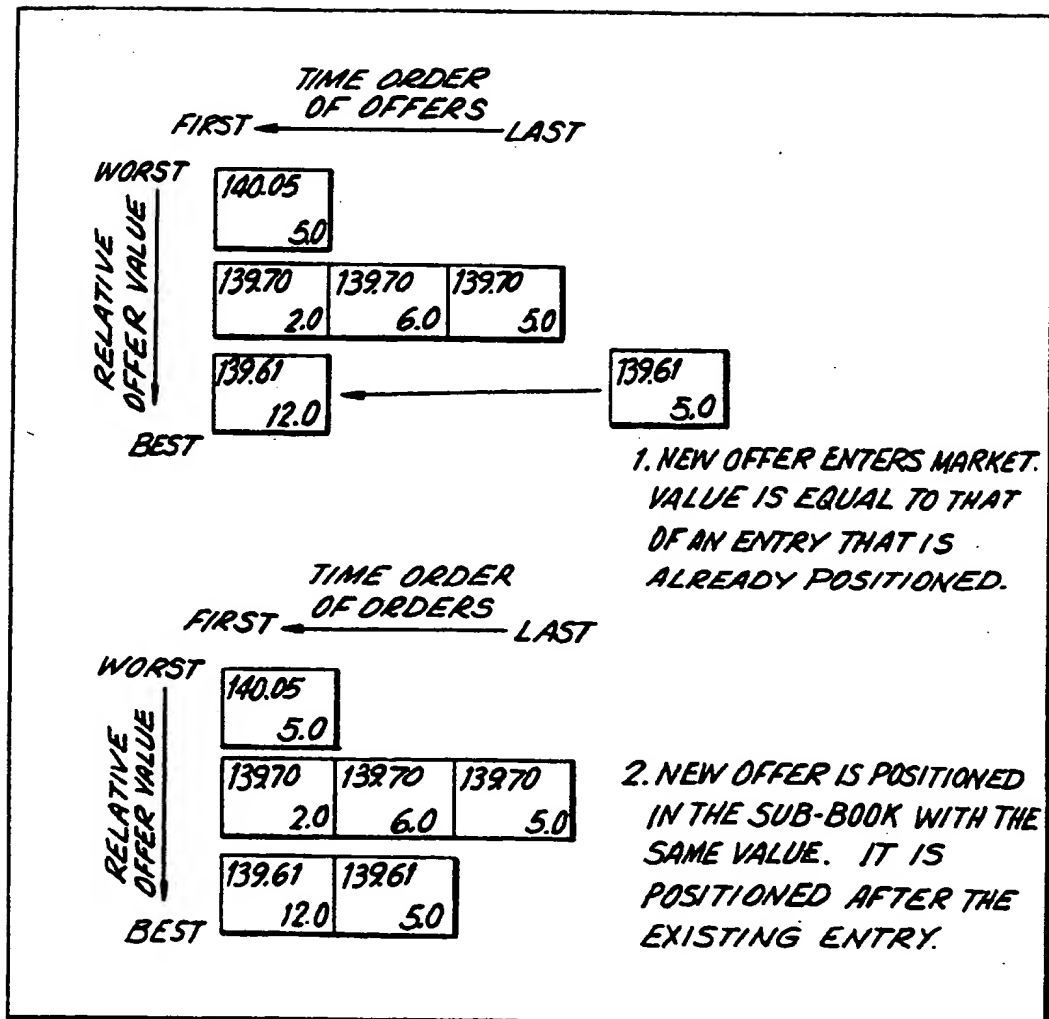 TIME ORDER
OF OFFERS
FIRST LAST
WORST
RELATIVE
OFFER VALUE
140.05
5.0
139.70 139.70 139.70
2.0 6.0 5.0
139.61 139.61
12.0 5.0
BEST
1. NEW OFFER ENTERS MARKET.
VALUE IS EQUAL TO THAT
OF AN ENTRY THAT IS
ALREADY POSITIONED.
TIME ORDER
OF ORDERS
FIRST LAST
WORST
RELATIVE
OFFER VALUE
140.05
5.0
139.70 139.70 139.70
2.0 6.0 5.0
139.61 139.61
12.0 5.0
BEST
2. NEW OFFER IS POSITIONED
IN THE SUB-BOOK WITH THE
SAME VALUE. IT IS
POSITIONED AFTER THE
EXISTING ENTRY.